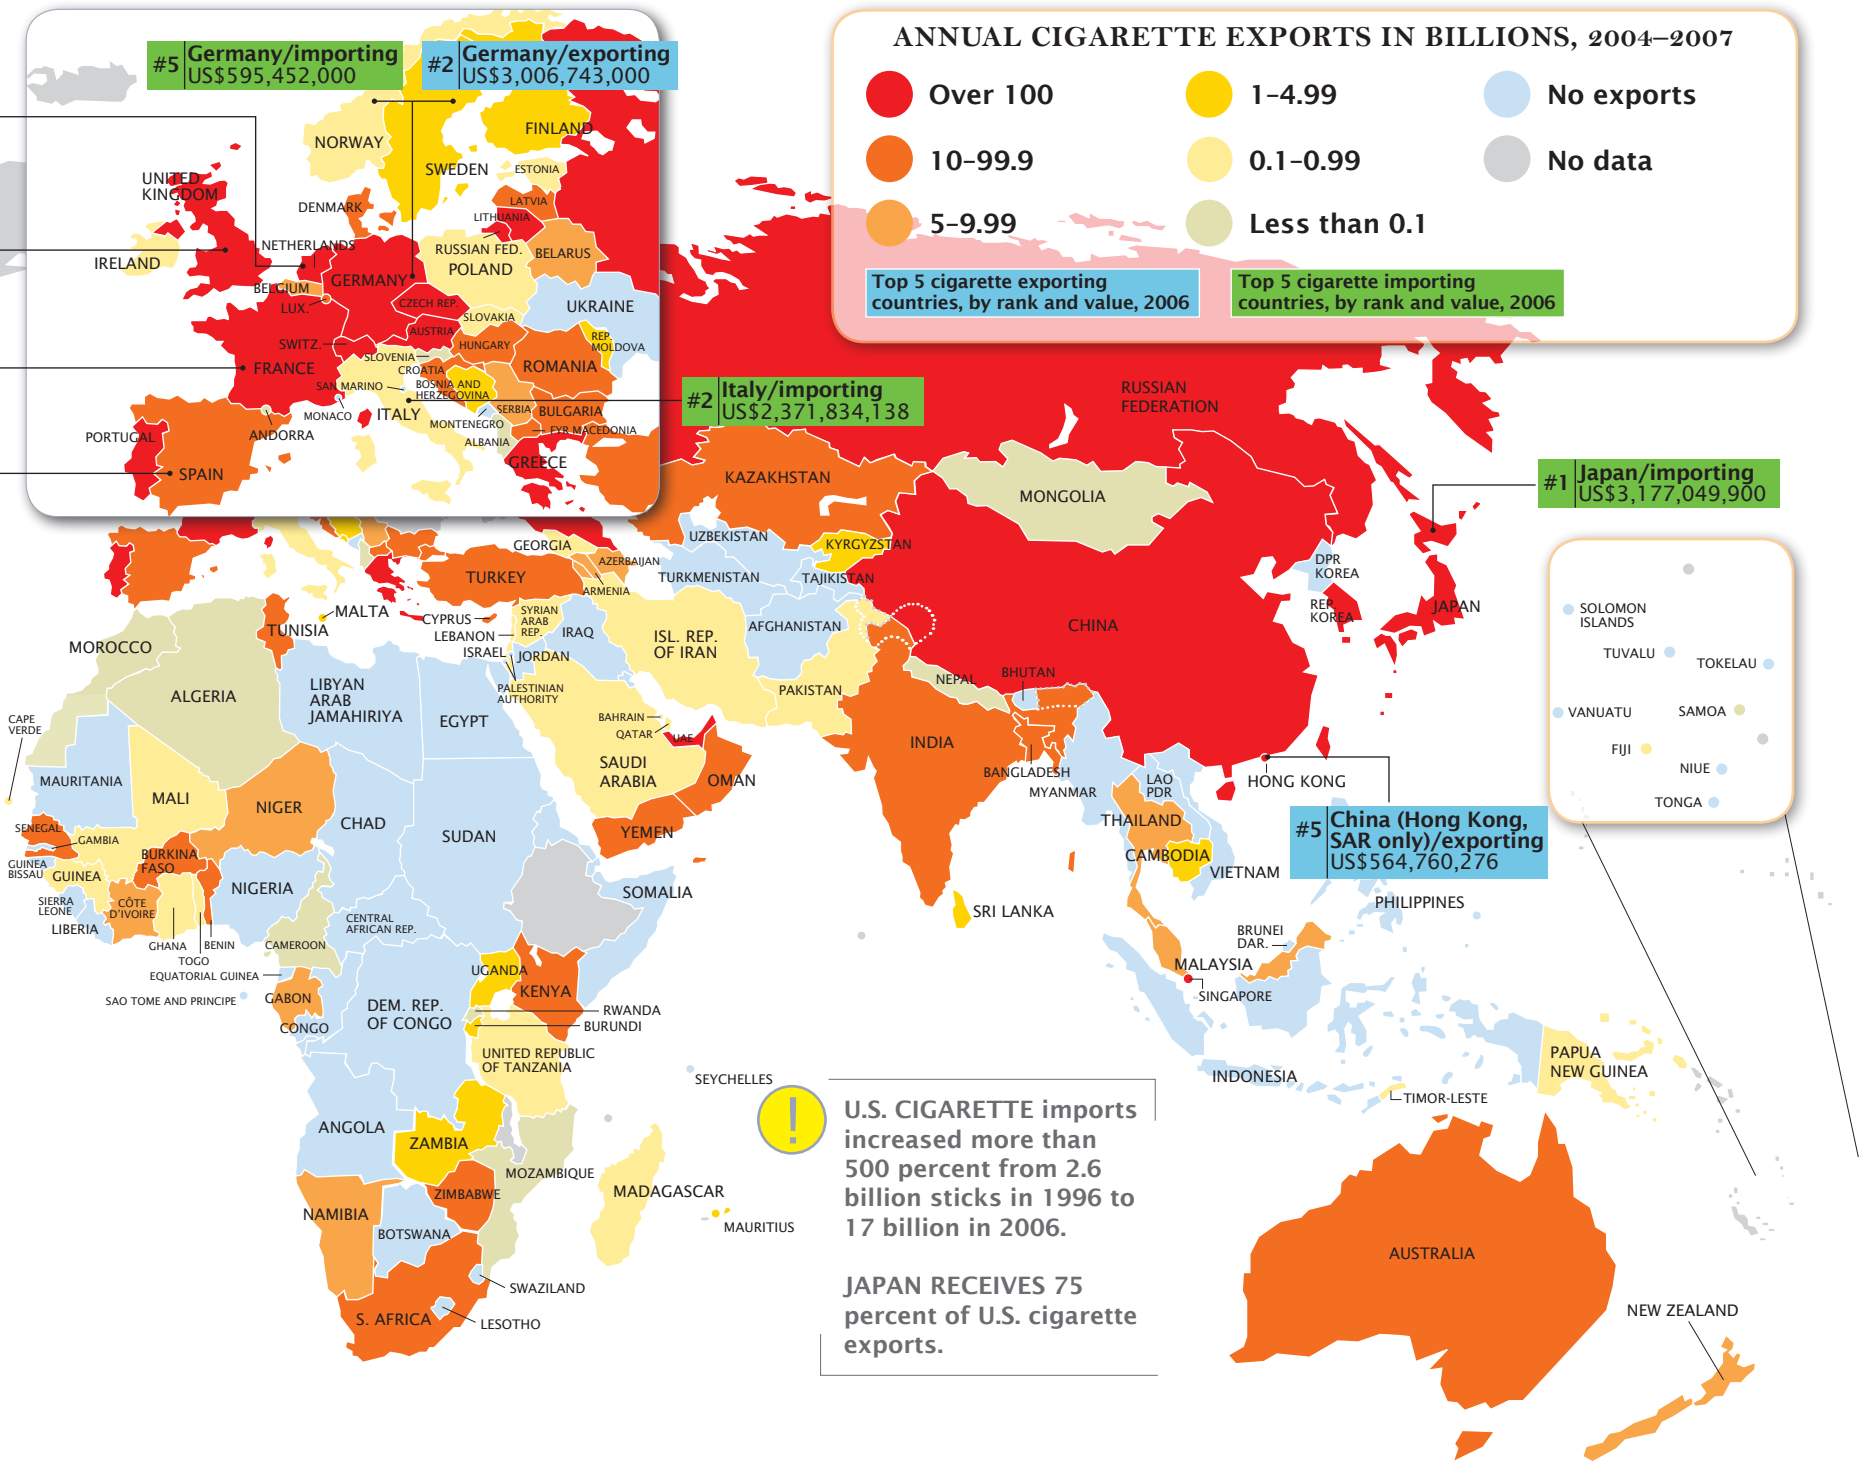 #5 Germany/importing
US$595,452,000
#2 Germany/exporting
US$3,006,743,000
ANNUAL CIGARETTE EXPORTS IN BILLIONS, 2004–2007
Over 100
1–4.99
No exports
10–99.9
0.1–0.99
No data
5–9.99
Less than 0.1
Top 5 cigarette exporting
countries, by rank and value, 2006
Top 5 cigarette importing
countries, by rank and value, 2006
NORWAY
FINLAND
SWEDEN
ESTONIA
UNITED
KINGDOM
DENMARK
LATVIA
LITHUANIA
NETHERLANDS
RUSSIAN FED.
BELARUS
IRELAND
POLAND
GERMANY
BELGIUM
LUX.
CZECH REP.
UKRAINE
SLOVAKIA
AUSTRIA
SWITZ.
HUNGARY
REP.
MOLDOVA
SLOVENIA
FRANCE
CROATIA
ROMANIA
SAN MARINO
BOSNIA AND
HERZEGOVINA
MONACO
ITALY
SERBIA
BULGARIA
MONTENEGRO
FYR MACEDONIA
PORTUGAL
ANDORRA
ALBANIA
GREECE
SPAIN
#2 Italy/importing
US$2,371,834,138
RUSSIAN
FEDERATION
KAZAKHSTAN
MONGOLIA
#1 Japan/importing
US$3,177,049,900
GEORGIA
UZBEKISTAN
KYRGYZSTAN
AZERBAIJAN
TURKEY
TURKMENISTAN
TAJIKISTAN
ARMENIA
DPR
KOREA
REP.
KOREA
JAPAN
MALTA
CYPRUS
SYRIAN
ARAB
REP.
TUNISIA
LEBANON
IRAQ
ISL. REP.
OF IRAN
AFGHANISTAN
CHINA
MOROCCO
ISRAEL
JORDAN
SOLOMON
ISLANDS
TUVALU
TOKELAU
VANUATU
SAMOA
FIJI
NIUE
TONGA
ALGERIA
LIBYAN
ARAB
JAMAHIRIYA
EGYPT
PALESTINIAN
AUTHORITY
PAKISTAN
NEPAL
BHUTAN
CAPE
VERDE
BAHRAIN
QATAR
UAE
INDIA
MAURITANIA
MALI
NIGER
SAUDI
ARABIA
OMAN
BANGLADESH
MYANMAR
LAO
PDR
HONG KONG
SENEGAL
GAMBIA
CHAD
SUDAN
YEMEN
THAILAND
#5 China (Hong Kong,
SAR only)/exporting
US$564,760,276
GUINEA
BISSAU
GUINEA
BURKINA
FASO
NIGERIA
CAMBODIA
VIETNAM
SIERRA
LEONE
CÔTE
D'IVOIRE
LIBERIA
CENTRAL
AFRICAN REP.
SOMALIA
SRI LANKA
PHILIPPINES
GHANA
BENIN
TOGO
CAMEROON
BRUNEI
DAR.
EQUATORIAL GUINEA
UGANDA
KENYA
MALAYSIA
SAO TOME AND PRINCIPE
GABON
DEM. REP.
OF CONGO
SINGAPORE
CONGO
RWANDA
BURUNDI
UNITED REPUBLIC
OF TANZANIA
SEYCHELLES
INDONESIA
PAPUA
NEW GUINEA
TIMOR-LESTE
ANGOLA
ZAMBIA
MOZAMBIQUE
!
U.S. CIGARETTE imports
increased more than
500 percent from 2.6
billion sticks in 1996 to
17 billion in 2006.
JAPAN RECEIVES 75
percent of U.S. cigarette
exports.
ZIMBABWE
MADAGASCAR
NAMIBIA
BOTSWANA
MAURITIUS
AUSTRALIA
SWAZILAND
S. AFRICA
LESOTHO
NEW ZEALAND